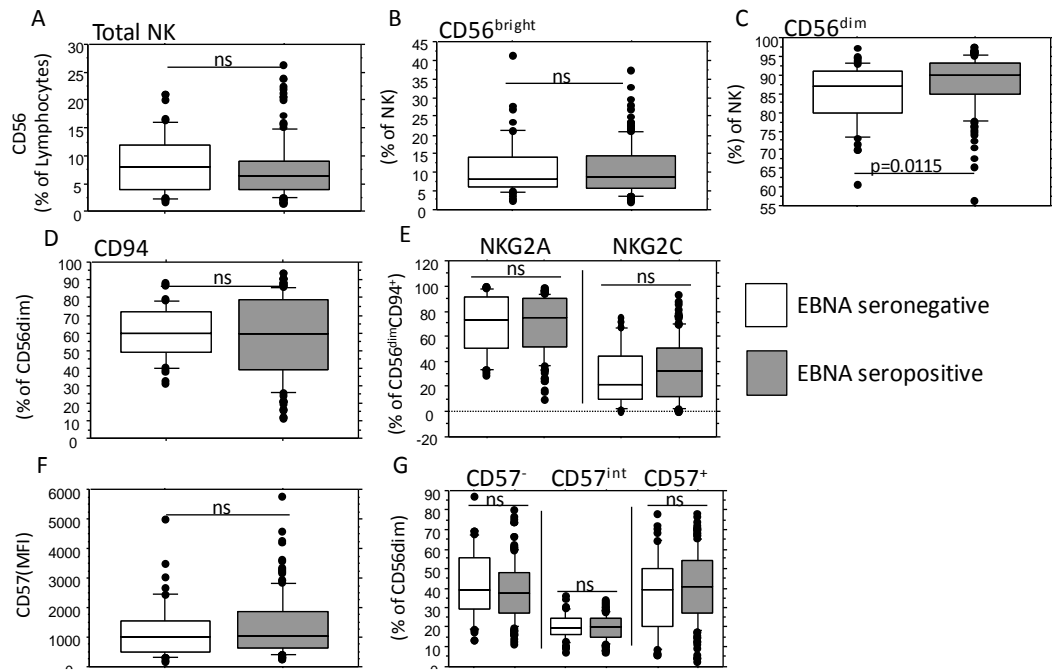 A
Total NK
CD56
(% of Lymphocytes)
30
25
20
15
10
5
0
ns
B
CD56bright
(% of NK)
45
40
35
30
25
20
15
10
5
0
ns
C
CD56dim
(%) of NK)
100
95
90
85
80
75
70
65
60
55
p=0.0115
D
CD94
(% of CD56dim)
100
90
80
70
60
50
40
30
20
10
0
ns
E
NKG2A
NKG2C
(% of CD56dimCD94+)
120
100
80
60
40
20
0
-20
ns
ns
EBNA seronegative
EBNA seropositive
F
CD57(MFI)
6000
5000
4000
3000
2000
1000
0
ns
G
CD57-
CD57int
CD57+
(% of CD56dim)
90
80
70
60
50
40
30
20
10
0
ns
ns
ns